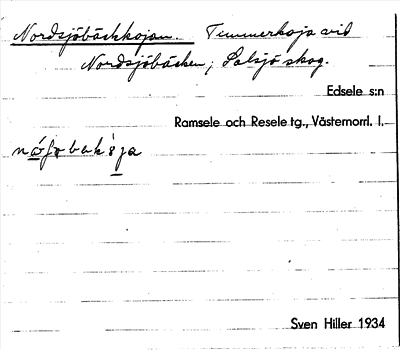 Nordsjöbäckkojan. Timmerkoja vid
Nordsjöbäcken, Salsjö skog.
Edsele s:n
Ramsele och Resele tg., Västernorrl. l.
Sven Hiller 1934